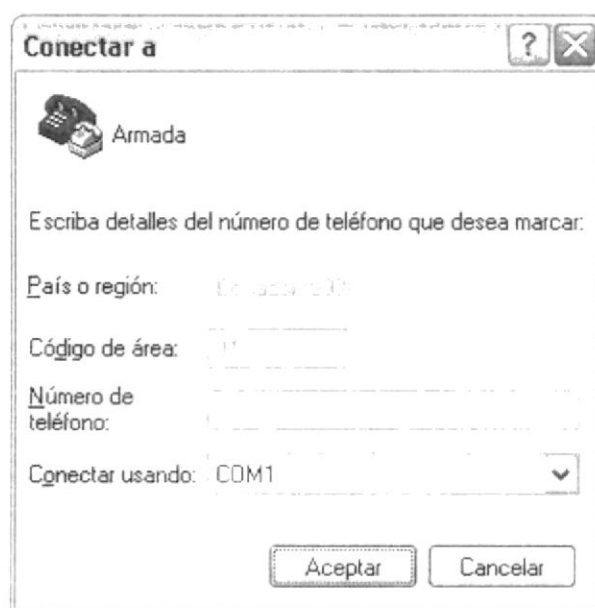 Conectar a
?
Armada
Escriba detalles del número de teléfono que desea marcar:
País o región:
Código de área:
Número de
teléfono:
Conectar usando: COM1
Aceptar
Cancelar